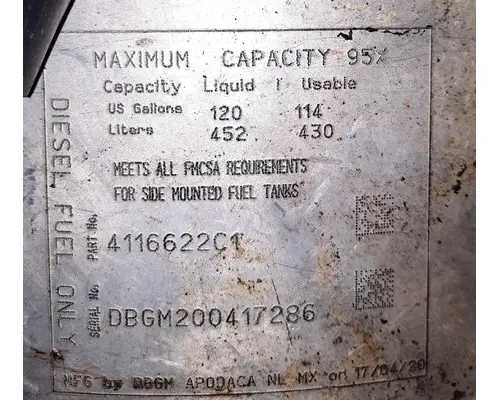 MAXIMUM CAPACITY 95%
Capacity Liquid / Usable
US Gallons 120 114
Liters 452 430
MEETS ALL FMCSA REQUIREMENTS
FOR SIDE MOUNTED FUEL TANKS
PART No. 4116622C1
SERIAL No. DBGM200417286
MFG by DBGM APODACA NL MX on 17/04/20
DIESEL FUEL ONLY